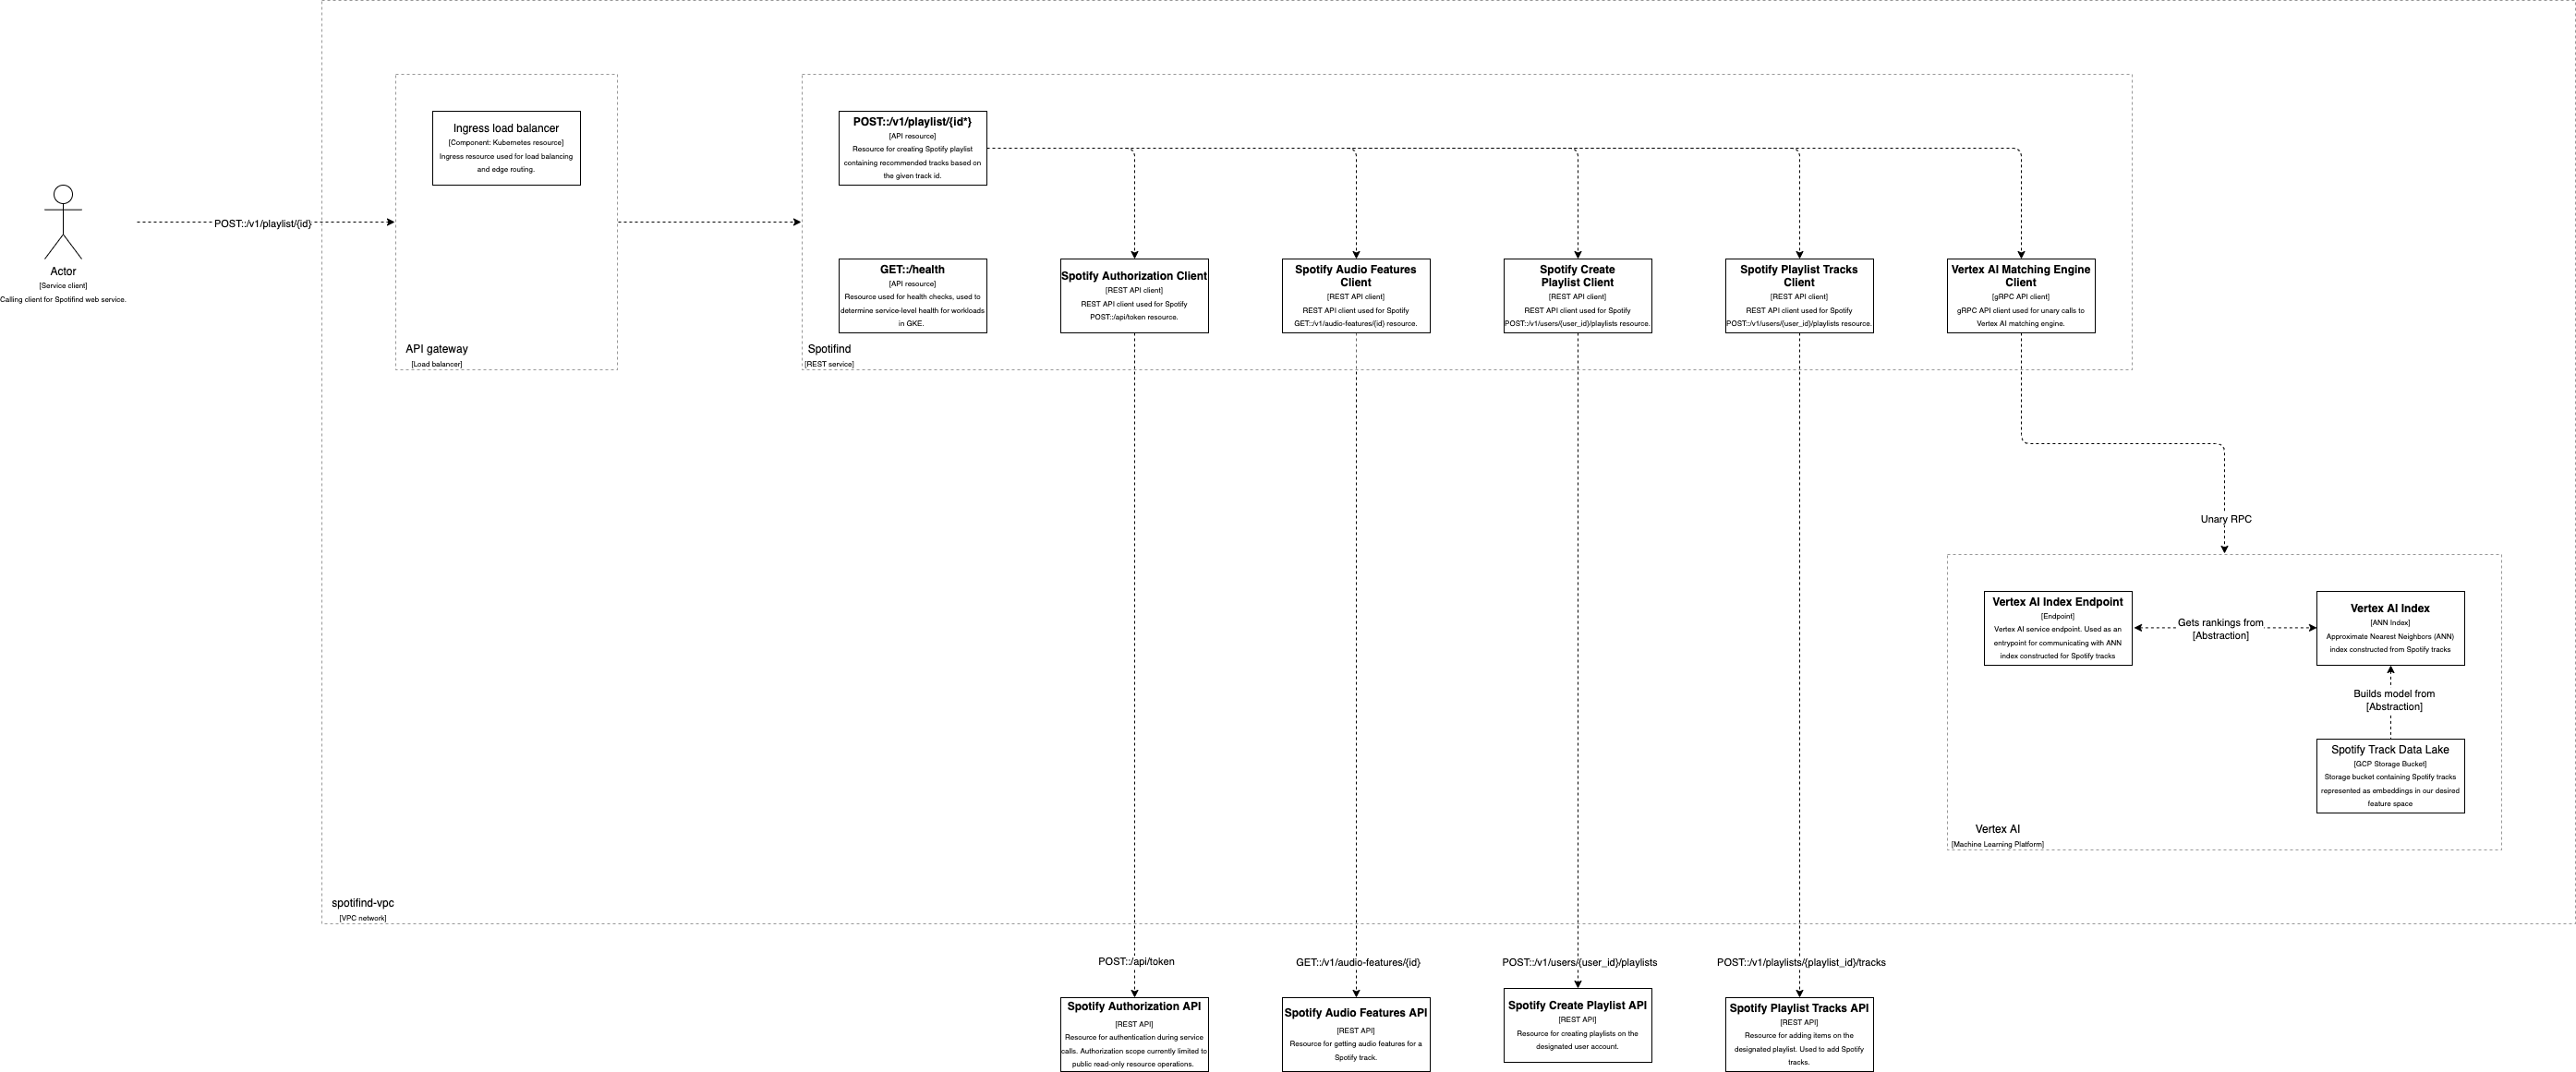 Actor
[Service client]
Calling client for Spotifind web service.
POST::/v1/playlist/{id}
Ingress load balancer
[Component: Kubernetes resource]
Ingress resource used for load balancing
and edge routing.
API gateway
[Load balancer]
POST::/v1/playlist/{id*}
[API resource]
Resource for creating Spotify playlist
containing recommended tracks based on
the given track id.
GET::/health
[API resource]
Resource used for health checks, used to
determine service-level health for workloads
in GKE.
Spotifind
[REST service]
Spotify Authorization Client
[REST API client]
REST API client used for Spotify
POST::/api/token resource.
Spotify Audio Features
Client
[REST API client]
REST API client used for Spotify
GET::/v1/audio-features/{id} resource.
Spotify Create
Playlist Client
[REST API client]
REST API client used for Spotify
POST::/v1/users/{user_id}/playlists resource.
Spotify Playlist Tracks
Client
[REST API client]
REST API client used for Spotify
POST::/v1/users/{user_id}/playlists resource.
Vertex AI Matching Engine
Client
[gRPC API client]
gRPC API client used for unary calls to
Vertex AI matching engine.
Unary RPC
Vertex AI Index Endpoint
[Endpoint]
Vertex AI service endpoint. Used as an
entrypoint for communicating with ANN
index constructed for Spotify tracks
Gets rankings from
[Abstraction]
Vertex AI Index
[ANN Index]
Approximate Nearest Neighbors (ANN)
index constructed from Spotify tracks
Builds model from
[Abstraction]
Spotify Track Data Lake
[GCP Storage Bucket]
Storage bucket containing Spotify tracks
represented as embeddings in our desired
feature space
Vertex AI
[Machine Learning Platform]
spotifind-vpc
[VPC network]
POST::/api/token
Spotify Authorization API
[REST API]
Resource for authentication during service
calls. Authorization scope currently limited to
public read-only resource operations.
GET::/v1/audio-features/{id}
Spotify Audio Features API
[REST API]
Resource for getting audio features for a
Spotify track.
POST::/v1/users/{user_id}/playlists
Spotify Create Playlist API
[REST API]
Resource for creating playlists on the
designated user account.
POST::/v1/playlists/{playlist_id}/tracks
Spotify Playlist Tracks API
[REST API]
Resource for adding items on the
designated playlist. Used to add Spotify
tracks.